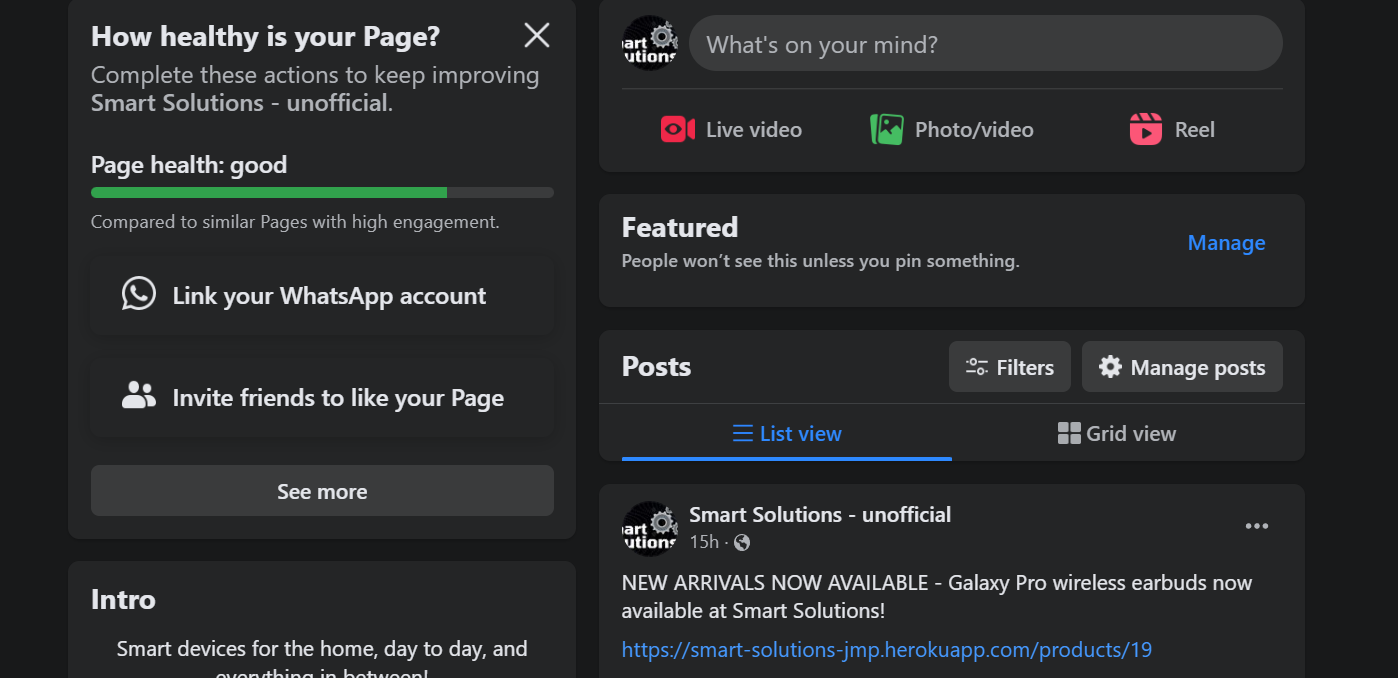 How healthy is your Page?
Complete these actions to keep improving
Smart Solutions - unofficial.
Page health: good
Compared to similar Pages with high engagement.
Link your WhatsApp account
Invite friends to like your Page
See more
Intro
Smart devices for the home, day to day, and
everything in between!
What's on your mind?
Live video
Photo/video
Reel
Featured
Manage
People won’t see this unless you pin something.
Posts
Filters
Manage posts
List view
Grid view
art
utions
Smart Solutions - unofficial
15h ·
NEW ARRIVALS NOW AVAILABLE - Galaxy Pro wireless earbuds now
available at Smart Solutions!
https://smart-solutions-jmp.herokuapp.com/products/19